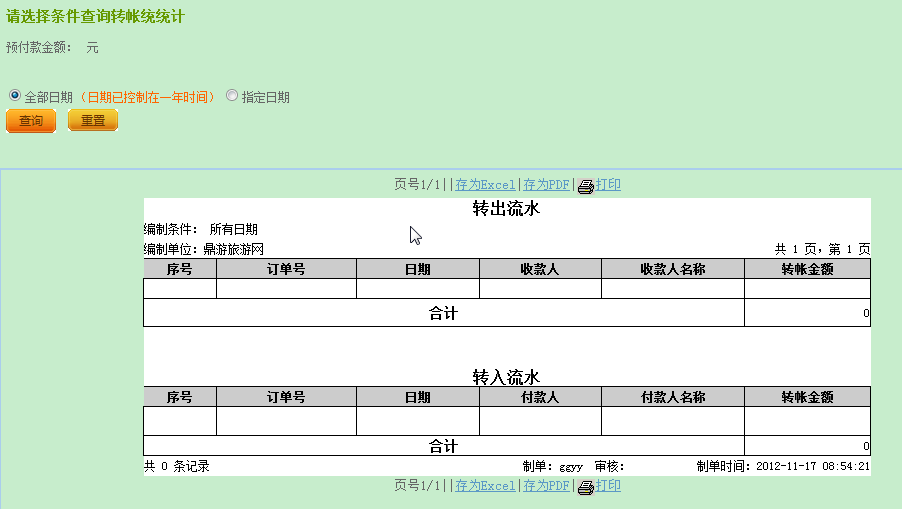 请选择条件查询转帐统统计
预付款金额： 元
全部日期（日期已控制在一年时间） 指定日期
查询 重置
页号1/1||存为Excel|存为PDF|打印
转出流水
编制条件： 所有日期
编制单位：鼎游旅游网 共 1 页，第 1 页
序号 订单号 日期 收款人 收款人名称 转帐金额
合计 0
转入流水
序号 订单号 日期 付款人 付款人名称 转帐金额
合计 0
共 0 条记录 制单：ggyy 审核： 制单时间：2012-11-17 08:54:21
页号1/1||存为Excel|存为PDF|打印